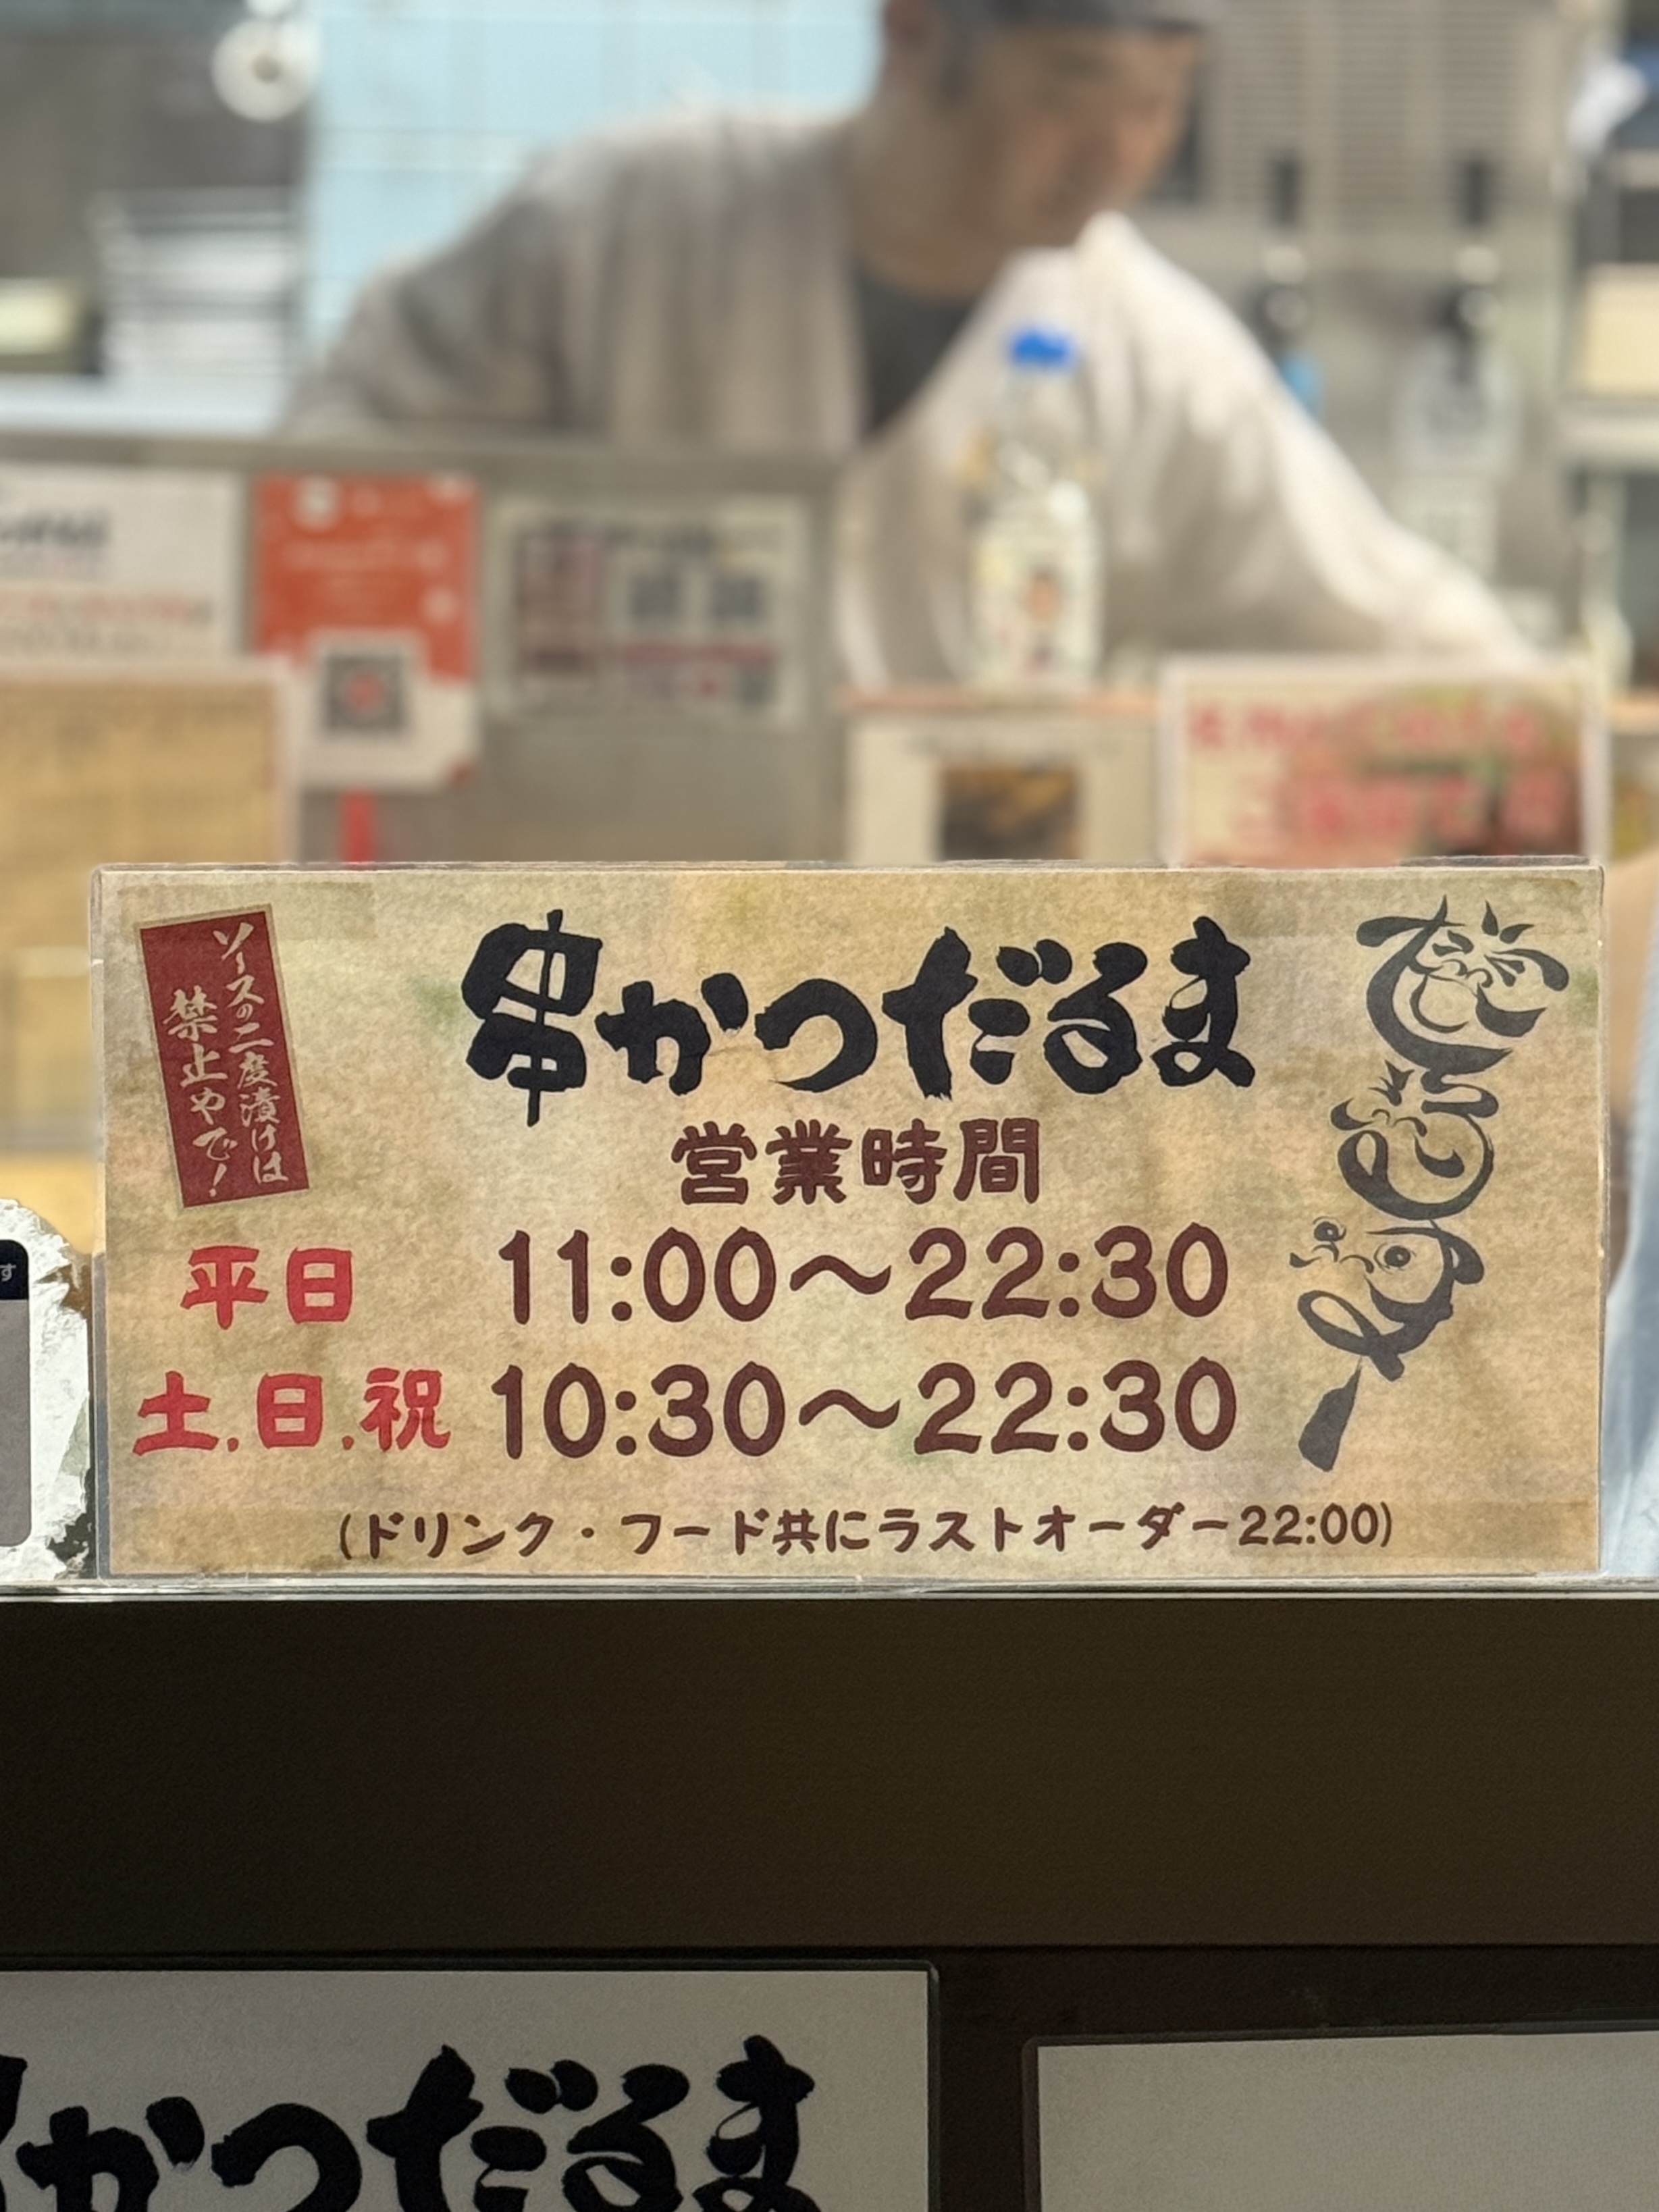 串かつだるま
ソースの二度漬けは
禁止やで!
営業時間
平日 11:00〜22:30
土.日.祝 10:30〜22:30
(ドリンク・フード共にラストオーダー22:00)
す
かつだるま